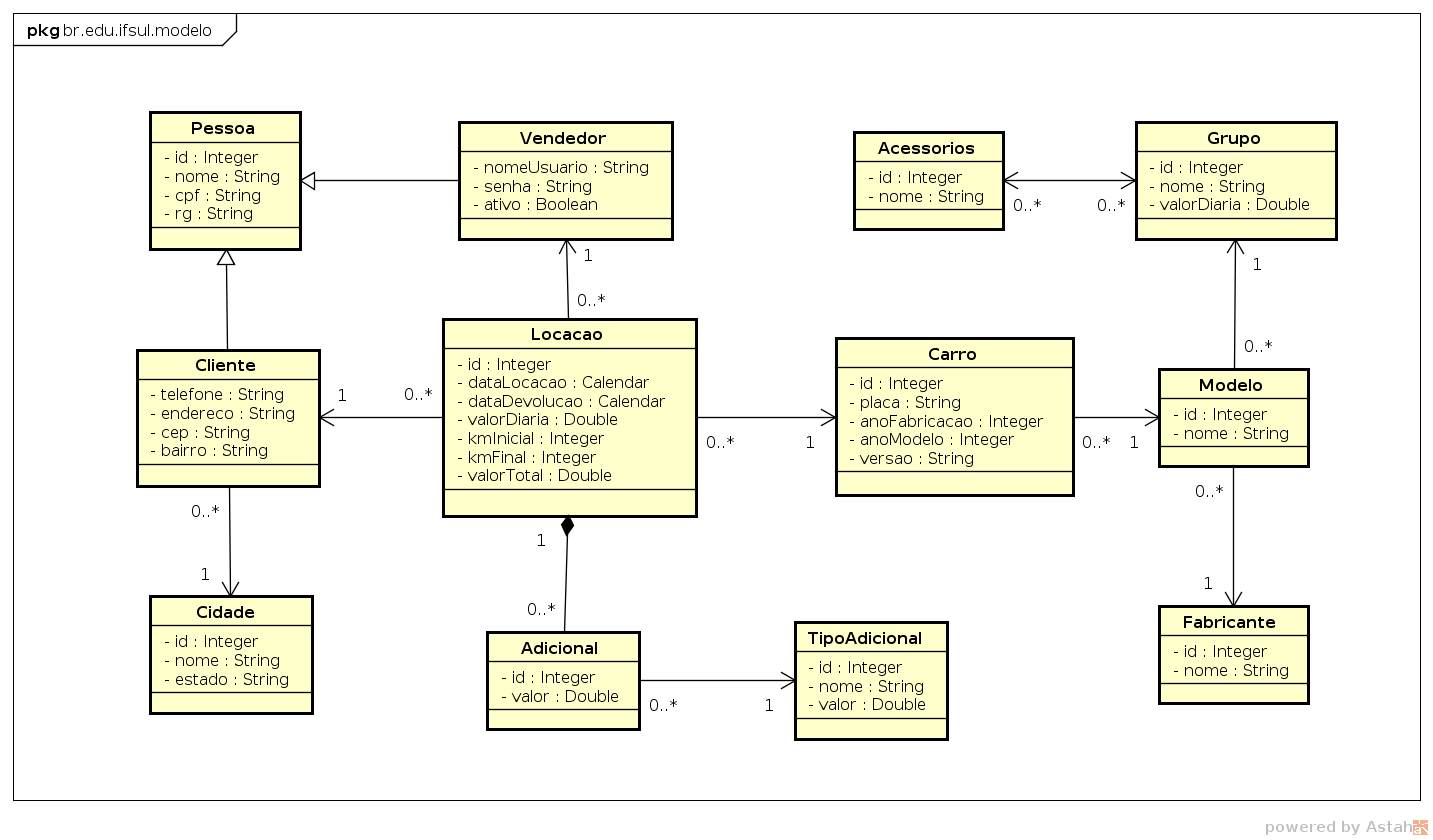 pkg br.edu.ifsul.modelo
Pessoa
- id : Integer
- nome : String
- cpf : String
- rg : String
Vendedor
- nomeUsuario : String
- senha : String
- ativo : Boolean
Acessorios
- id : Integer
- nome : String
0..*
0..*
Grupo
- id : Integer
- nome : String
- valorDiaria : Double
1
0..*
1
0..*
Cliente
- telefone : String
- endereco : String
- cep : String
- bairro : String
1
0..*
Locacao
- id : Integer
- dataLocacao : Calendar
- dataDevolucao : Calendar
- valorDiaria : Double
- kmInicial : Integer
- kmFinal : Integer
- valorTotal : Double
0..*
1
Carro
- id : Integer
- placa : String
- anoFabricacao : Integer
- anoModelo : Integer
- versao : String
0..*
1
Modelo
- id : Integer
- nome : String
0..*
1
0..*
1
1
0..*
Cidade
- id : Integer
- nome : String
- estado : String
Adicional
- id : Integer
- valor : Double
0..*
1
TipoAdicional
- id : Integer
- nome : String
- valor : Double
Fabricante
- id : Integer
- nome : String
powered by Astah